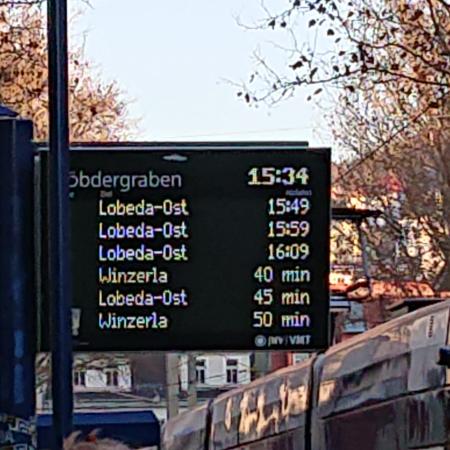 öbdergraben 15:34
Ziel
Lobeda-Ost 15:49
Lobeda-Ost 15:59
Lobeda-Ost 16:09
Winzerla 40 min
Lobeda-Ost 45 min
Winzerla 50 min
VMT